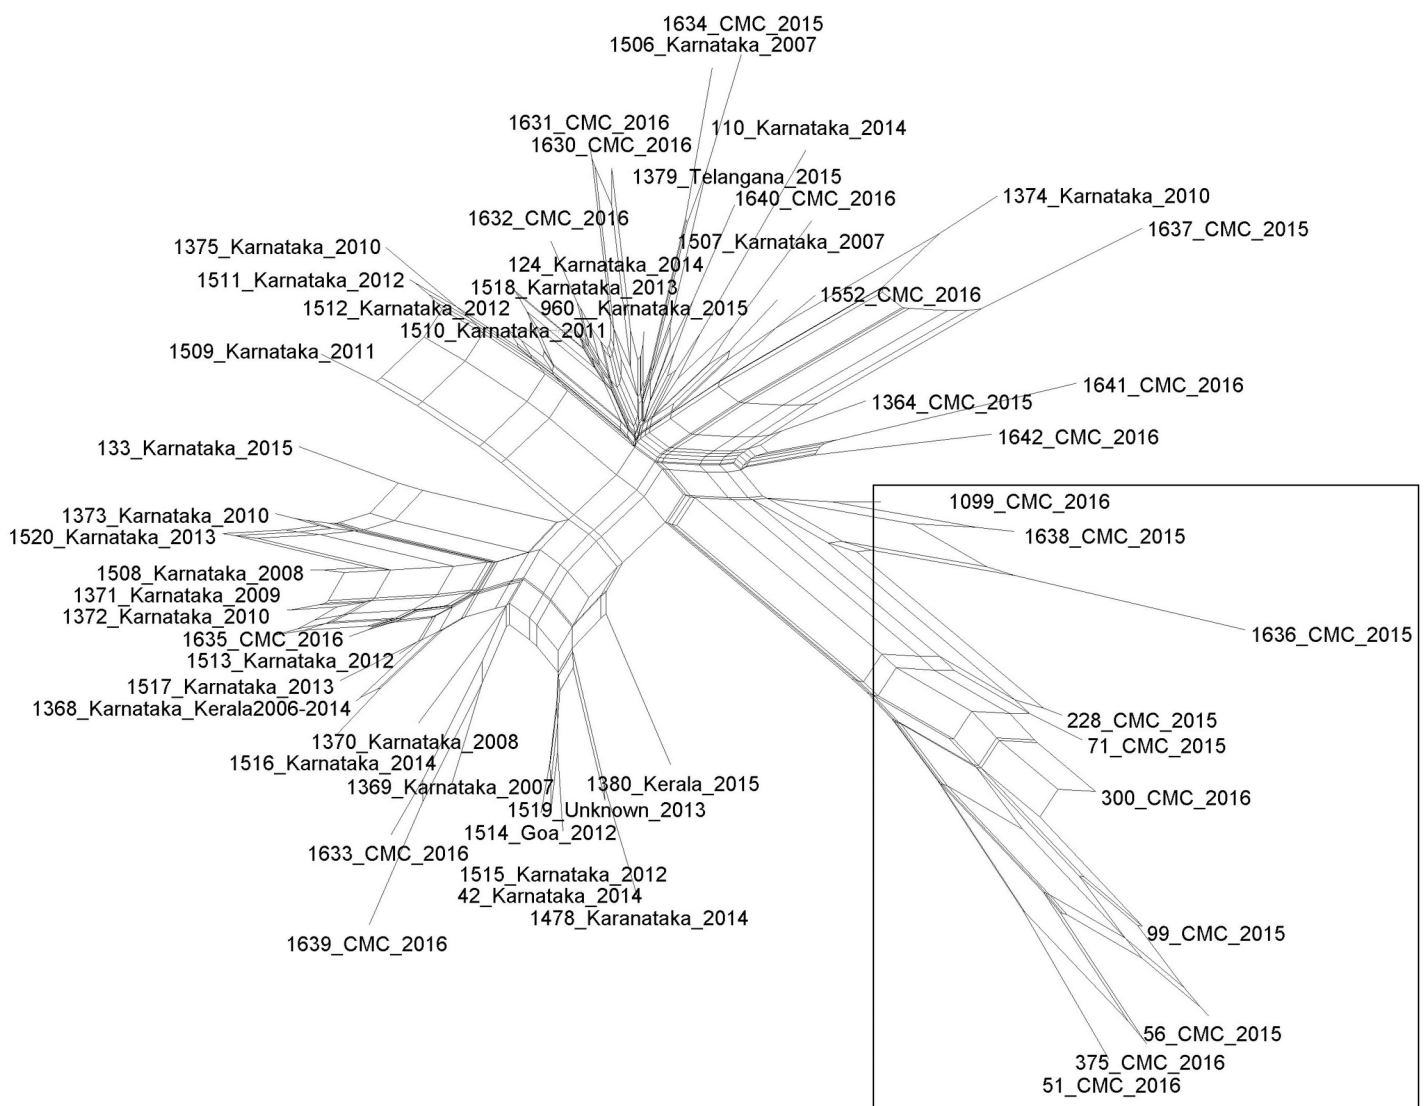 1634_CMC_2015
1506_Karnataka_2007
1631_CMC_2016
110_Karnataka_2014
1630_CMC_2016
1379_Telangana_2015
1640_CMC_2016
1374_Karnataka_2010
1632_CMC_2016
1637_CMC_2015
1375_Karnataka_2010
1507_Karnataka_2007
124_Karnataka_2014
1511_Karnataka_2012
1518_Karnataka_2013
1552_CMC_2016
1512_Karnataka_2012
960__Karnataka_2015
1510_Karnataka_2011
1509_Karnataka_2011
1641_CMC_2016
1364_CMC_2015
1642_CMC_2016
133_Karnataka_2015
1099_CMC_2016
1373_Karnataka_2010
1520_Karnataka_2013
1638_CMC_2015
1508_Karnataka_2008
1371_Karnataka_2009
1372_Karnataka_2010
1635_CMC_2016
1636_CMC_2015
1513_Karnataka_2012
1517_Karnataka_2013
1368_Karnataka_Kerala2006-2014
228_CMC_2015
1370_Karnataka_2008
71_CMC_2015
1516_Karnataka_2014
1369_Karnataka_2007
1380_Kerala_2015
300_CMC_2016
1519_Unknown_2013
1514_Goa_2012
1633_CMC_2016
1515_Karnataka_2012
42_Karnataka_2014
1478_Karanataka_2014
99_CMC_2015
1639_CMC_2016
56_CMC_2015
375_CMC_2016
51_CMC_2016